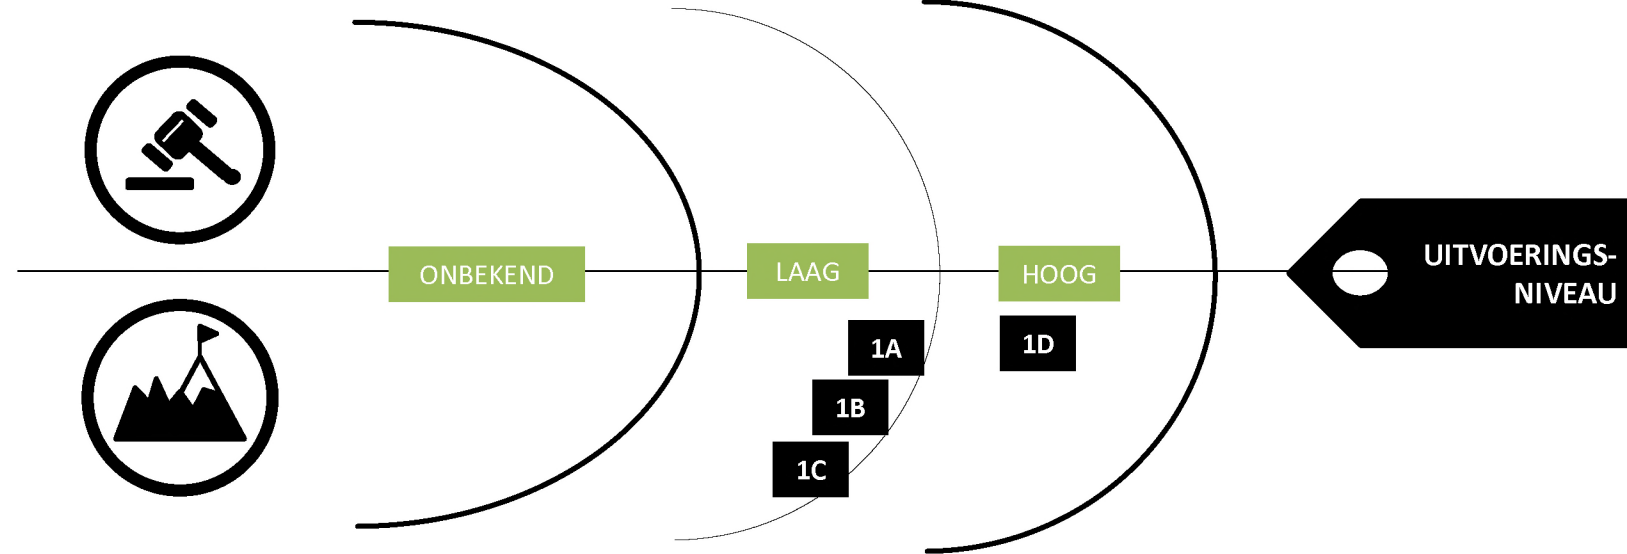 ONBEKEND
LAAG
HOOG
UITVOERINGS-
NIVEAU
1A
1D
1B
1C